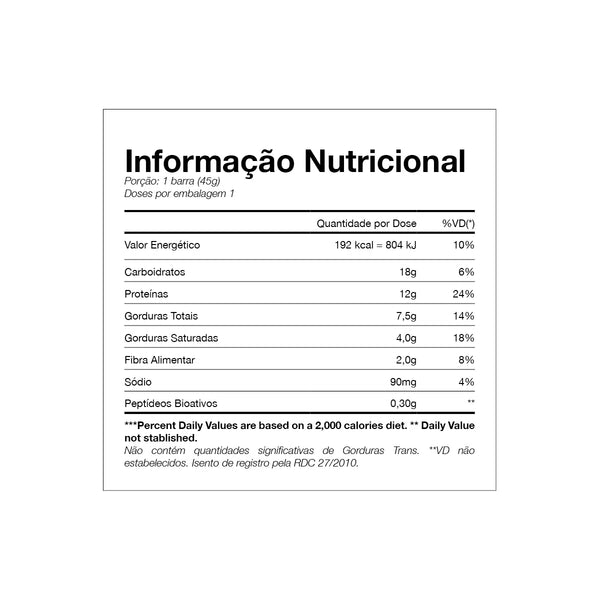 Informação Nutricional
Porção: 1 barra (45g)
Doses por embalagem 1
Quantidade por Dose %VD(*)
Valor Energético 192 kcal = 804 kJ 10%
Carboidratos 18g 6%
Proteínas 12g 24%
Gorduras Totais 7,5g 14%
Gorduras Saturadas 4,0g 18%
Fibra Alimentar 2,0g 8%
Sódio 90mg 4%
Peptídeos Bioativos 0,30g **
***Percent Daily Values are based on a 2,000 calories diet. ** Daily Value
not stablished.
Não contém quantidades significativas de Gorduras Trans. **VD não
estabelecidos. Isento de registro pela RDC 27/2010.